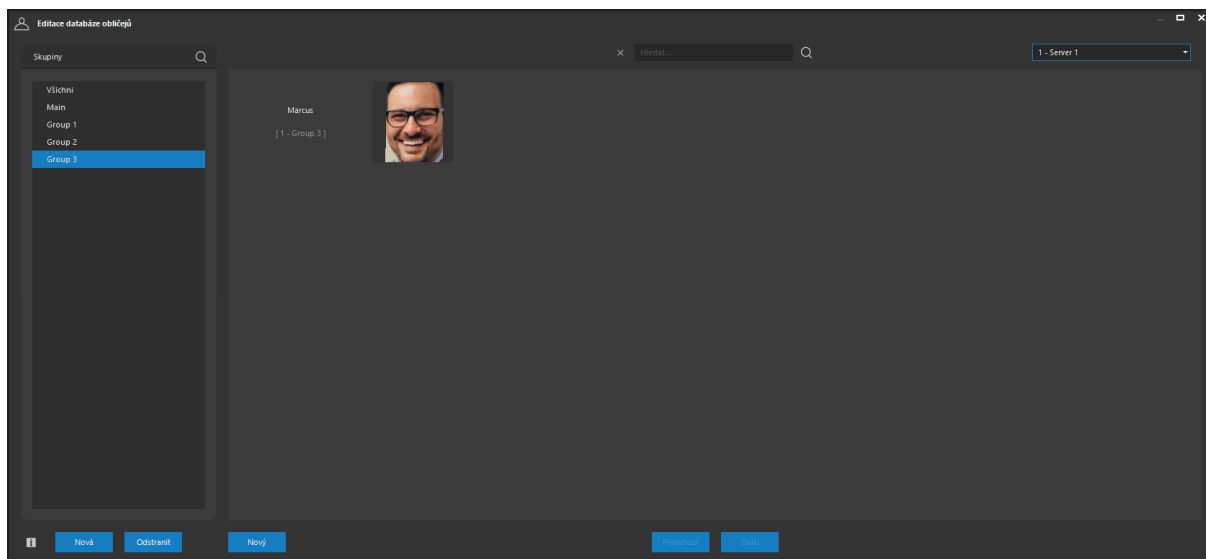 Editace databáze obličejů
Skupiny
Hledat...
1 - Server 1
Všichni
Main
Group 1
Group 2
Group 3
Marcus
[ 1 - Group 3 ]
Nová
Odstranit
Nový
Předchozí
Další